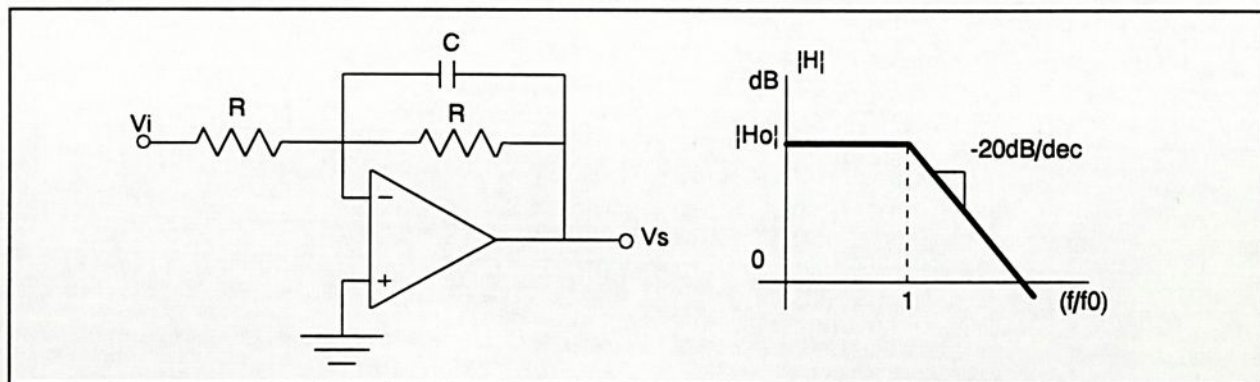 C
R
R
Vi
−
+
Vs
|H|
dB
|Ho|
-20dB/dec
0
1
(f/f0)